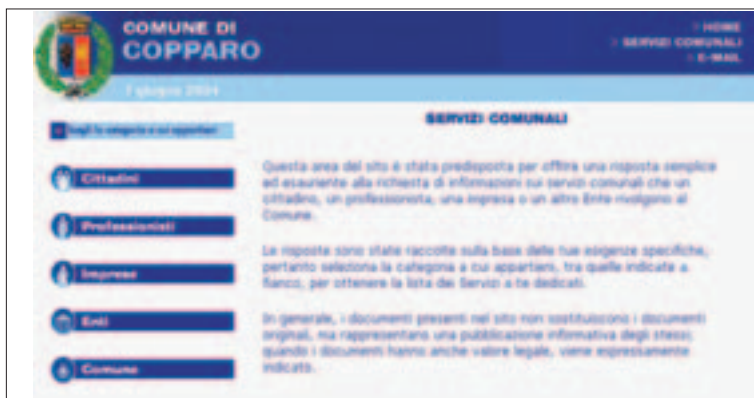 COMUNE DI
COPPARO
HOME
SERVIZI COMUNALI
E-MAIL
7 giugno 2004
Scegli la categoria a cui appartieni
SERVIZI COMUNALI
Cittadini
Professionisti
Imprese
Enti
Comune
Questa area del sito è stata predisposta per offrire una risposta semplice
ed esauriente alla richiesta di informazioni sui servizi comunali che un
cittadino, un professionista, una impresa o un altro Ente rivolgono al
Comune.
Le risposte sono state raccolte sulla base delle tue esigenze specifiche,
pertanto seleziona la categoria a cui appartieni, tra quelle indicate a
fianco, per ottenere la lista dei Servizi a te dedicati.
In generale, i documenti presenti nel sito non sostituiscono i documenti
originali, ma rappresentano una pubblicazione informativa degli stessi;
quando i documenti hanno anche valore legale, viene espressamente
indicato.